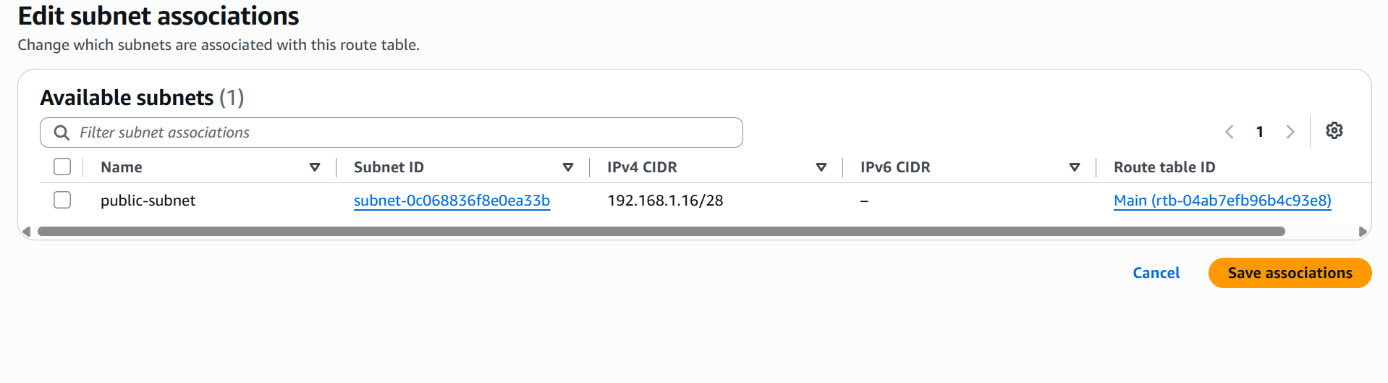 Edit subnet associations
Change which subnets are associated with this route table.
Available subnets (1)
Filter subnet associations
1
Name Subnet ID IPv4 CIDR IPv6 CIDR Route table ID
public-subnet subnet-0c068836f8e0ea33b 192.168.1.16/28 – Main (rtb-04ab7efb96b4c93e8)
Cancel Save associations